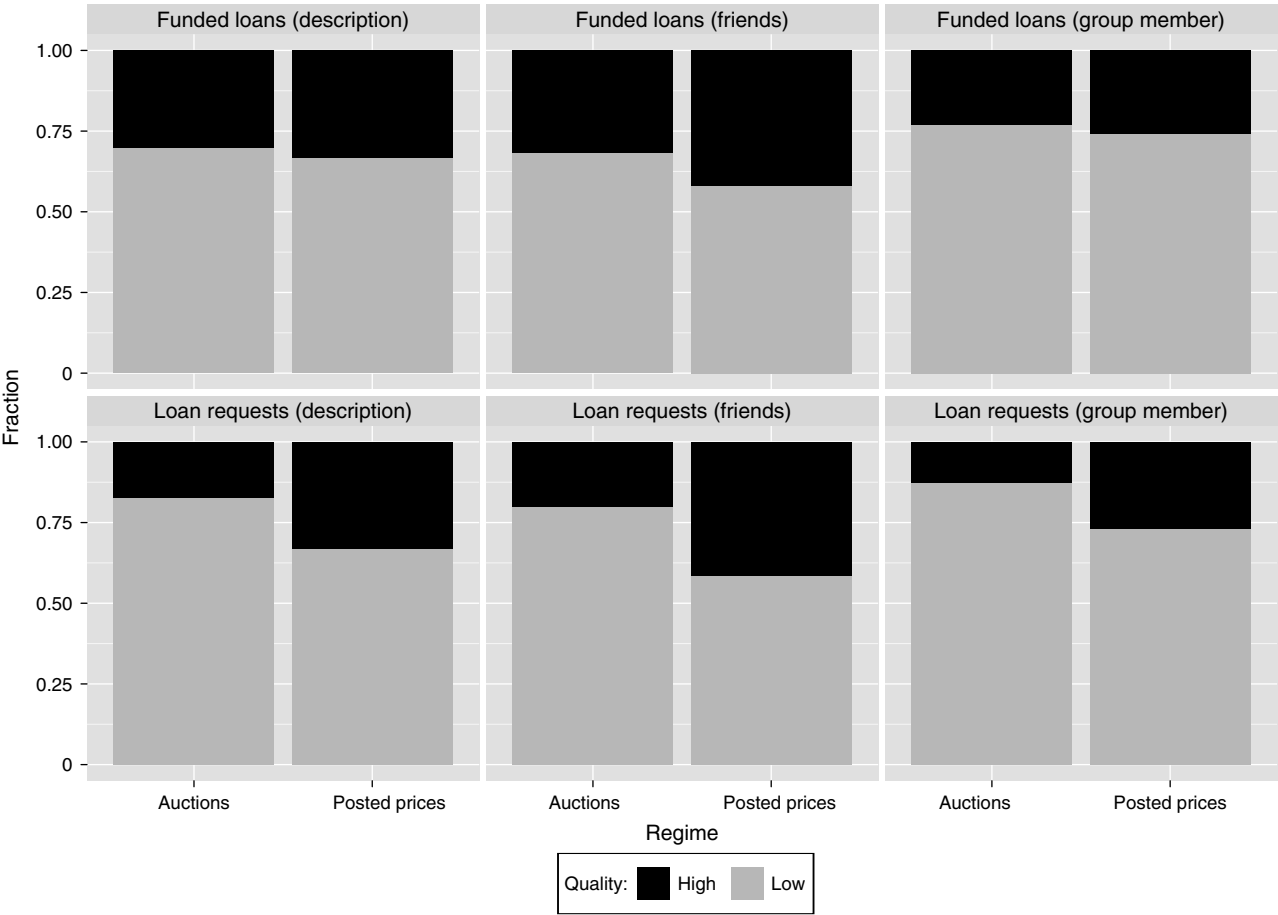 Funded loans (description)
Funded loans (friends)
Funded loans (group member)
1.00
0.75
0.50
0.25
0
Fraction
Loan requests (description)
Loan requests (friends)
Loan requests (group member)
1.00
0.75
0.50
0.25
0
Auctions
Posted prices
Auctions
Posted prices
Auctions
Posted prices
Regime
Quality: High Low